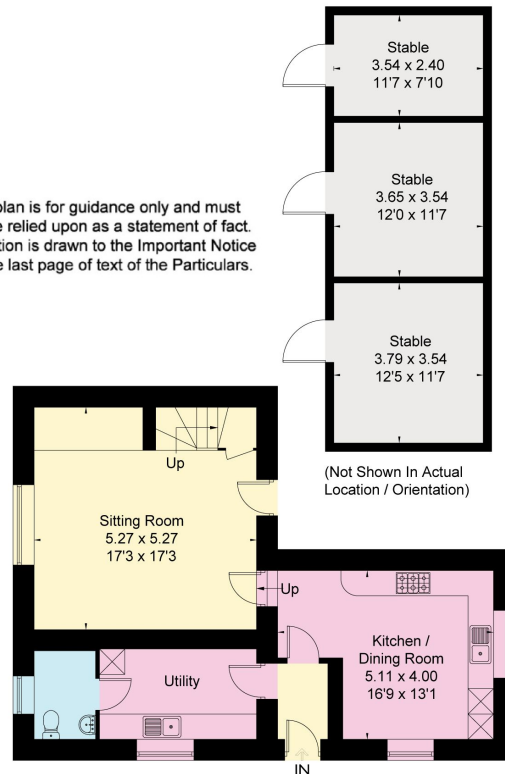 Stable
3.54 x 2.40
11'7 x 7'10
Stable
3.65 x 3.54
12'0 x 11'7
plan is for guidance only and must
relied upon as a statement of fact.
tion is drawn to the Important Notice
last page of text of the Particulars.
Stable
3.79 x 3.54
12'5 x 11'7
(Not Shown In Actual
Location / Orientation)
Up
Sitting Room
5.27 x 5.27
17'3 x 17'3
Up
Kitchen /
Dining Room
5.11 x 4.00
16'9 x 13'1
Utility
IN